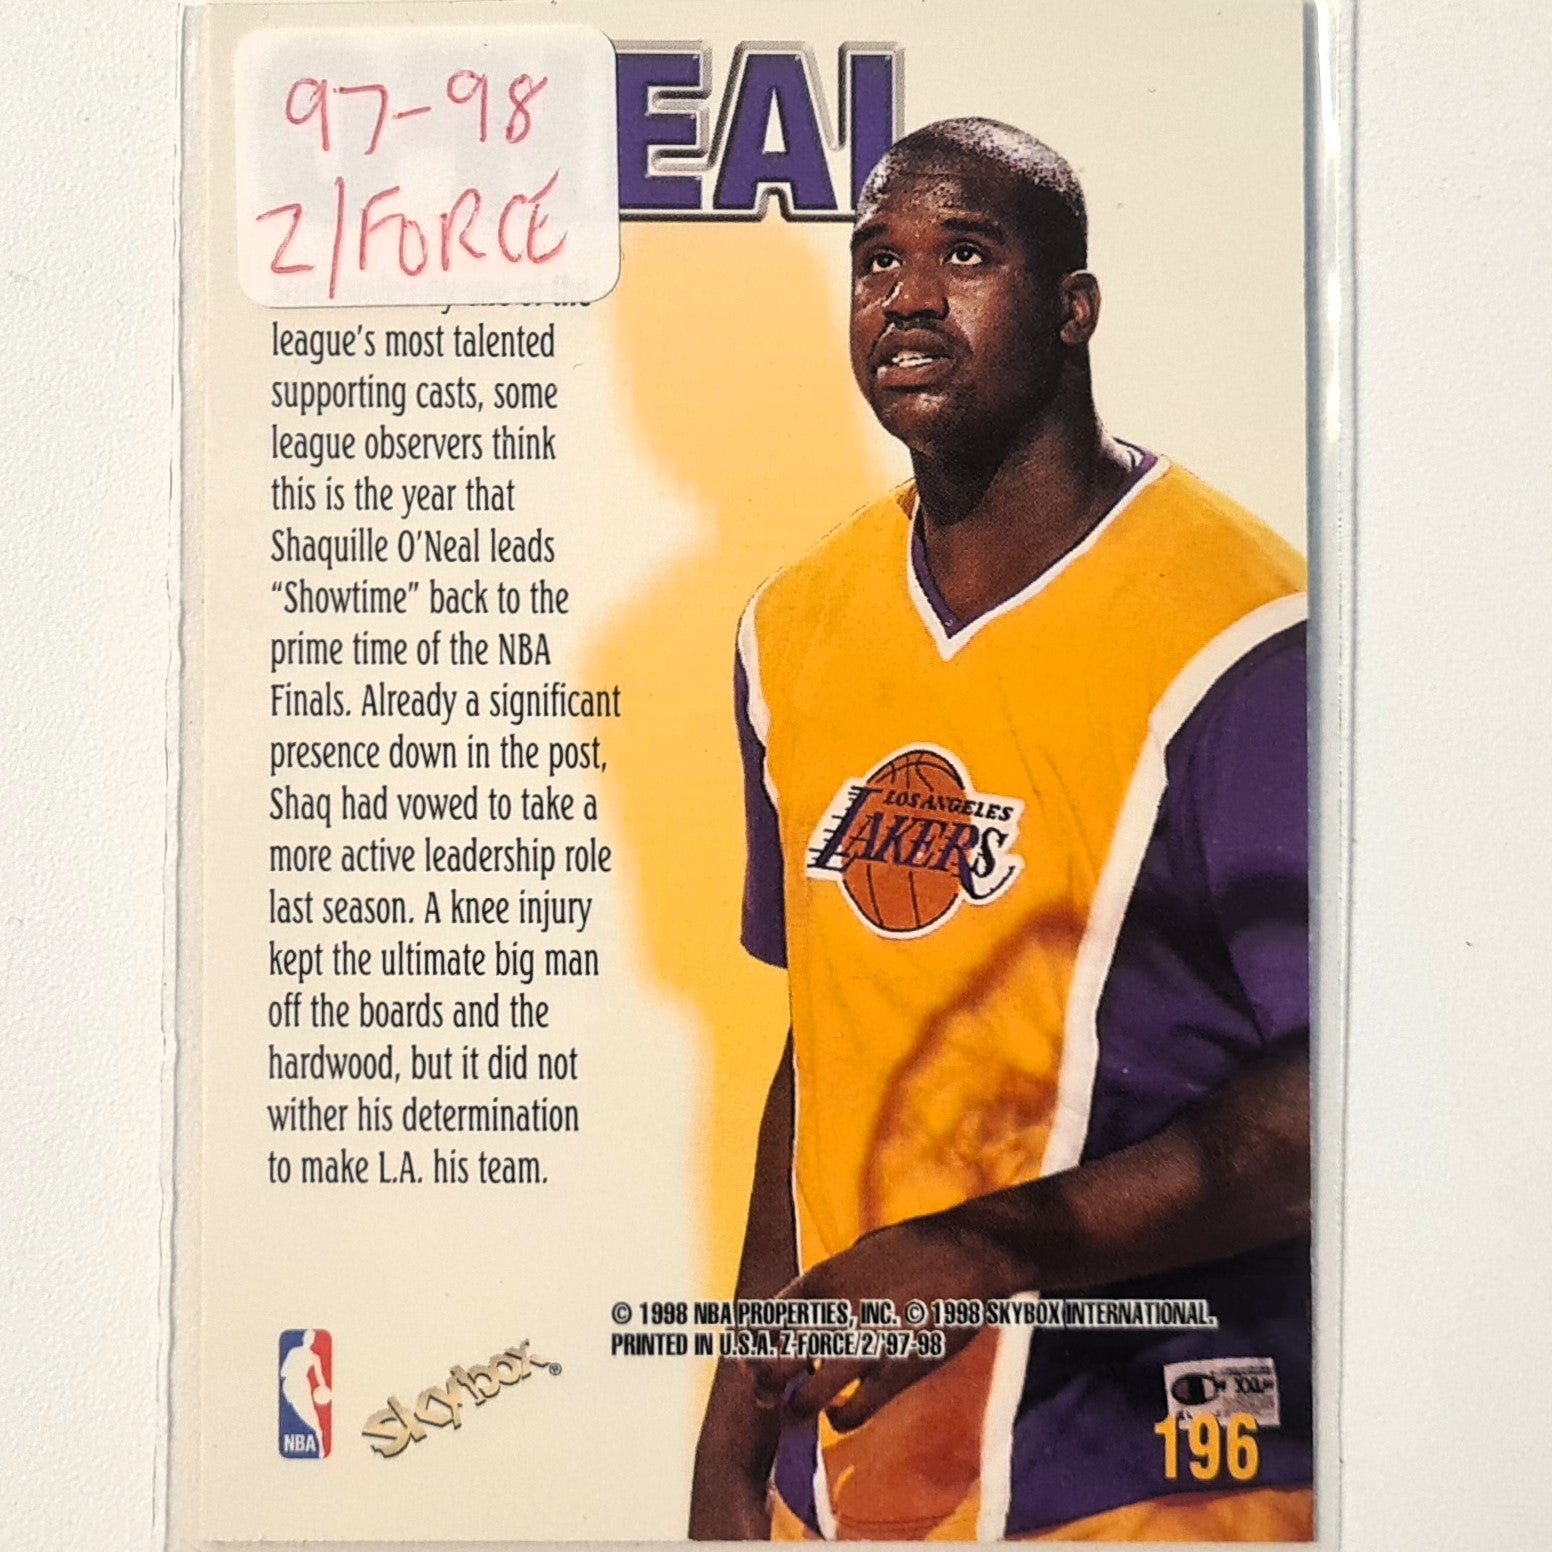 97-98
Z/FORCE
EAL
league's most talented
supporting casts, some
league observers think
this is the year that
Shaquille O'Neal leads
"Showtime" back to the
prime time of the NBA
Finals. Already a significant
presence down in the post,
Shaq had vowed to take a
more active leadership role
last season. A knee injury
kept the ultimate big man
off the boards and the
hardwood, but it did not
wither his determination
to make L.A. his team.
LOS ANGELES
LAKERS
© 1998 NBA PROPERTIES, INC. © 1998 SKYBOX INTERNATIONAL.
PRINTED IN U.S.A. Z-FORCE/2/'97-98
NBA
skybox®
XXL
196